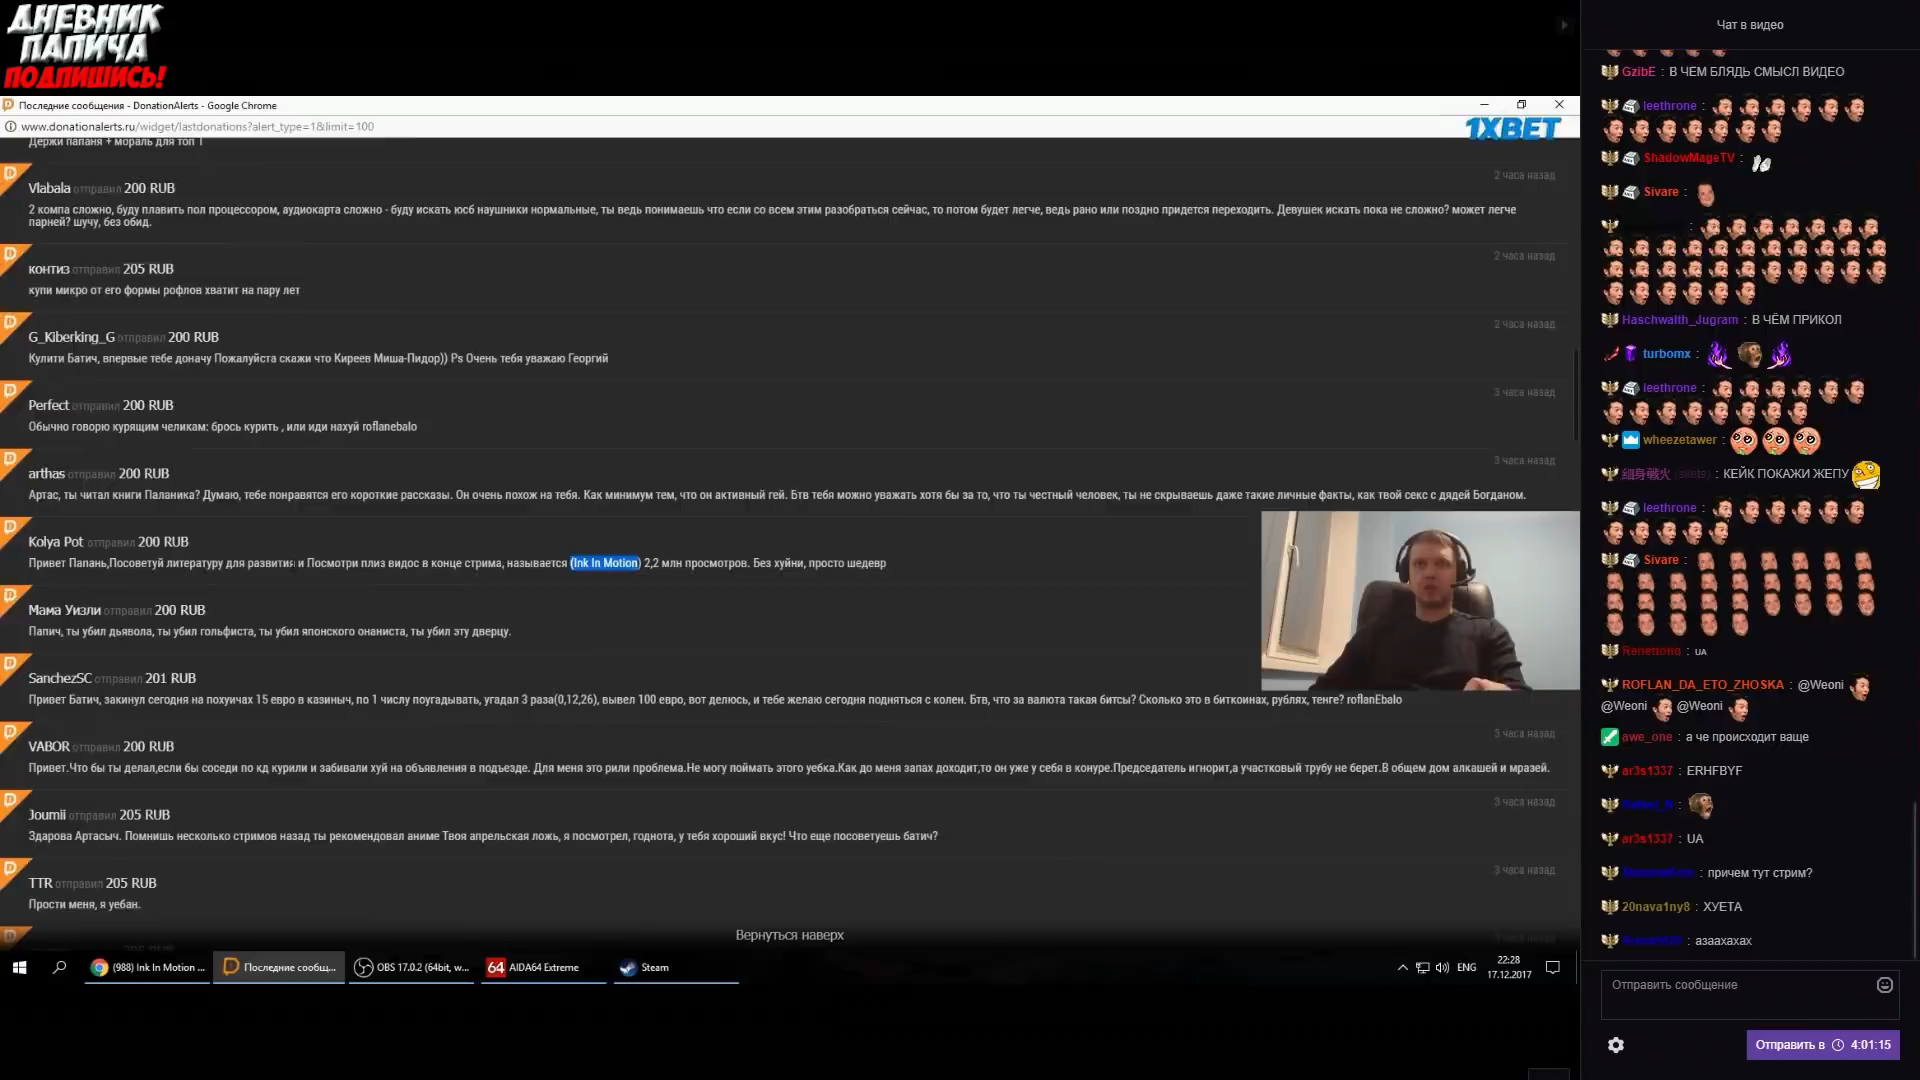 ДНЕВНИК
ПАПИЧА
ПОДПИШИСЬ!
Последние сообщения - DonationAlerts - Google Chrome
www.donationalerts.ru/widget/lastdonations?alert_type=1&limit=100
1XBET
Держи папаня + мораль для топ 1
Vlabala отправил 200 RUB
2 часа назад
2 компа сложно, буду плавить пол процессором, аудиокарта сложно - буду искать юсб наушники нормальные, ты ведь понимаешь что если со всем этим разобраться сейчас, то потом будет легче, ведь рано или поздно придется переходить. Девушек искать пока не сложно? может легче
парней? шучу, без обид.
контиз отправил 205 RUB
2 часа назад
купи микро от его формы рофлов хватит на пару лет
G_Kiberking_G отправил 200 RUB
2 часа назад
Кулити Батич, впервые тебе доначу Пожалуйста скажи что Киреев Миша-Пидор)) Ps Очень тебя уважаю Георгий
Perfect отправил 200 RUB
3 часа назад
Обычно говорю курящим челикам: брось курить , или иди нахуй roflanebalo
arthas отправил 200 RUB
3 часа назад
Артас, ты читал книги Паланика? Думаю, тебе понравятся его короткие рассказы. Он очень похож на тебя. Как минимум тем, что он активный гей. Бтв тебя можно уважать хотя бы за то, что ты честный человек, ты не скрываешь даже такие личные факты, как твой секс с дядей Богданом.
Kolya Pot отправил 200 RUB
Привет Папань,Посоветуй литературу для развития и Посмотри плиз видос в конце стрима, называется (Ink In Motion) 2,2 млн просмотров. Без хуйни, просто шедевр
Мама Уизли отправил 200 RUB
Папич, ты убил дьявола, ты убил гольфиста, ты убил японского онаниста, ты убил эту дверцу.
SanchezSC отправил 201 RUB
Привет Батич, закинул сегодня на похуичах 15 евро в казиныч, по 1 числу поугадывать, угадал 3 раза(0,12,26), вывел 100 евро, вот делюсь, и тебе желаю сегодня подняться с колен. Бтв, что за валюта такая битсы? Сколько это в биткоинах, рублях, тенге? roflanEbalo
VABOR отправил 200 RUB
3 часа назад
Привет.Что бы ты делал,если бы соседи по кд курили и забивали хуй на объявления в подъезде. Для меня это рили проблема.Не могу поймать этого уебка.Как до меня запах доходит,то он уже у себя в конуре.Председатель игнорит,а участковый трубу не берет.В общем дом алкашей и мразей.
Joumii отправил 205 RUB
3 часа назад
Здарова Артасыч. Помнишь несколько стримов назад ты рекомендовал аниме Твоя апрельская ложь, я посмотрел, годнота, у тебя хороший вкус! Что еще посоветуешь батич?
TTR отправил 205 RUB
3 часа назад
Прости меня, я уебан.
Вернуться наверх
(988) Ink In Motion ...
Последние сообщ...
OBS 17.0.2 (64bit, w...
64 AIDA64 Extreme
Steam
ENG
22:28
17.12.2017
Чат в видео
GzibE : В ЧЕМ БЛЯДЬ СМЫСЛ ВИДЕО
leethrone :
ShadowMageTV :
Sivare :
Haschwalth_Jugram : В ЧЁМ ПРИКОЛ
turbomx :
leethrone :
wheezetawer :
КЕЙК ПОКАЖИ ЖЕПУ
leethrone :
Sivare :
: UA
ROFLAN_DA_ETO_ZHOSKA : @Weoni
@Weoni @Weoni
awe_one : а че происходит ваще
ar3s1337 : ERHFBYF
ar3s1337 : UA
: причем тут стрим?
20nava1ny8 : ХУЕТА
: азаахахах
Отправить сообщение
Отправить в 4:01:15